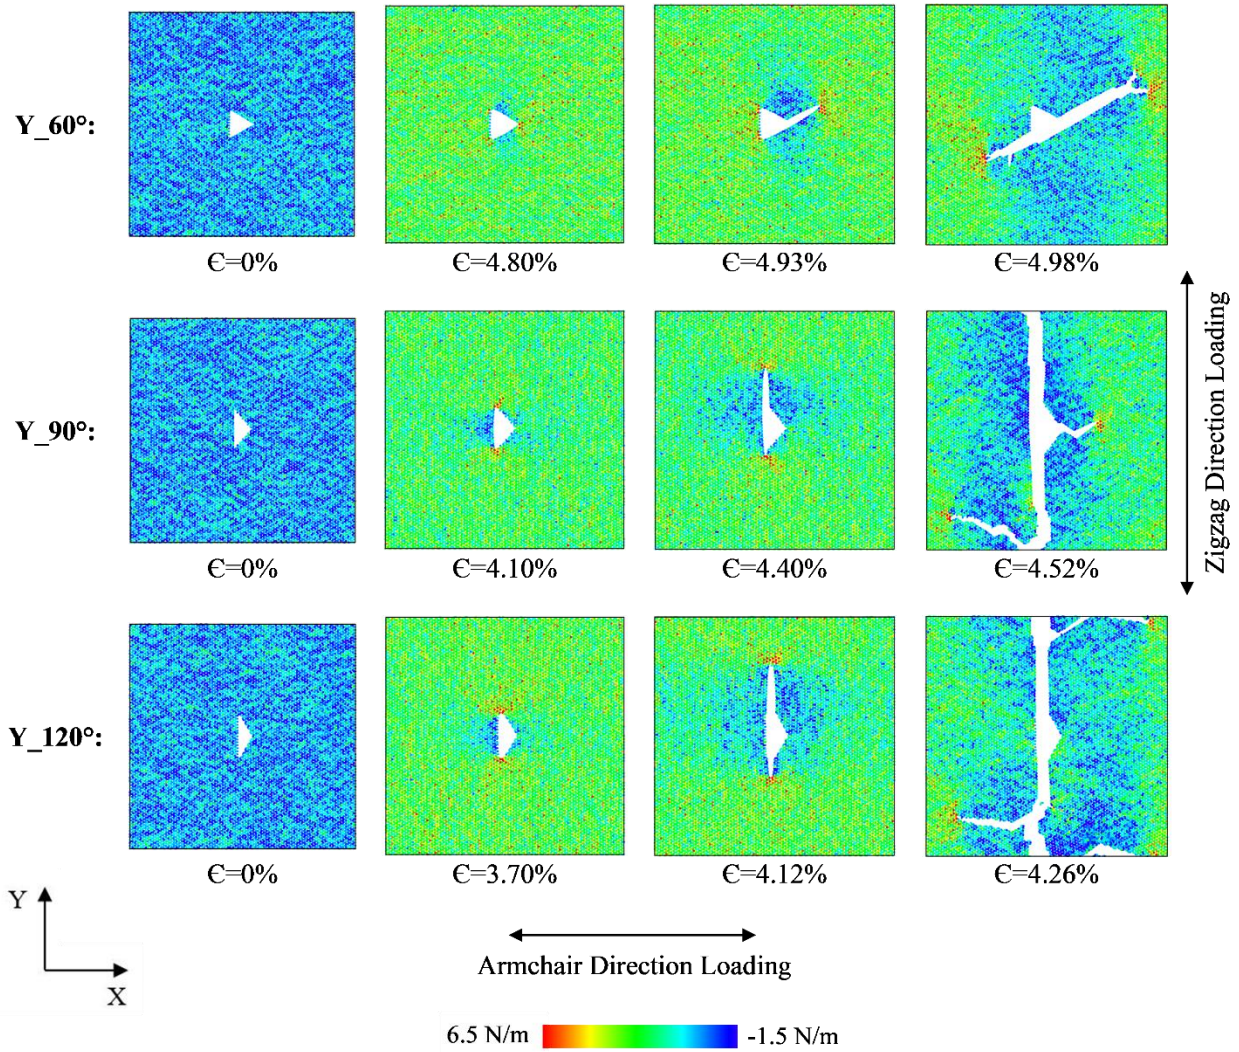 Y_60°:
Є=0%
Є=4.80%
Є=4.93%
Є=4.98%
Y_90°:
Є=0%
Є=4.10%
Є=4.40%
Є=4.52%
Zigzag Direction Loading
Y_120°:
Є=0%
Є=3.70%
Є=4.12%
Є=4.26%
Y
X
Armchair Direction Loading
6.5 N/m
-1.5 N/m